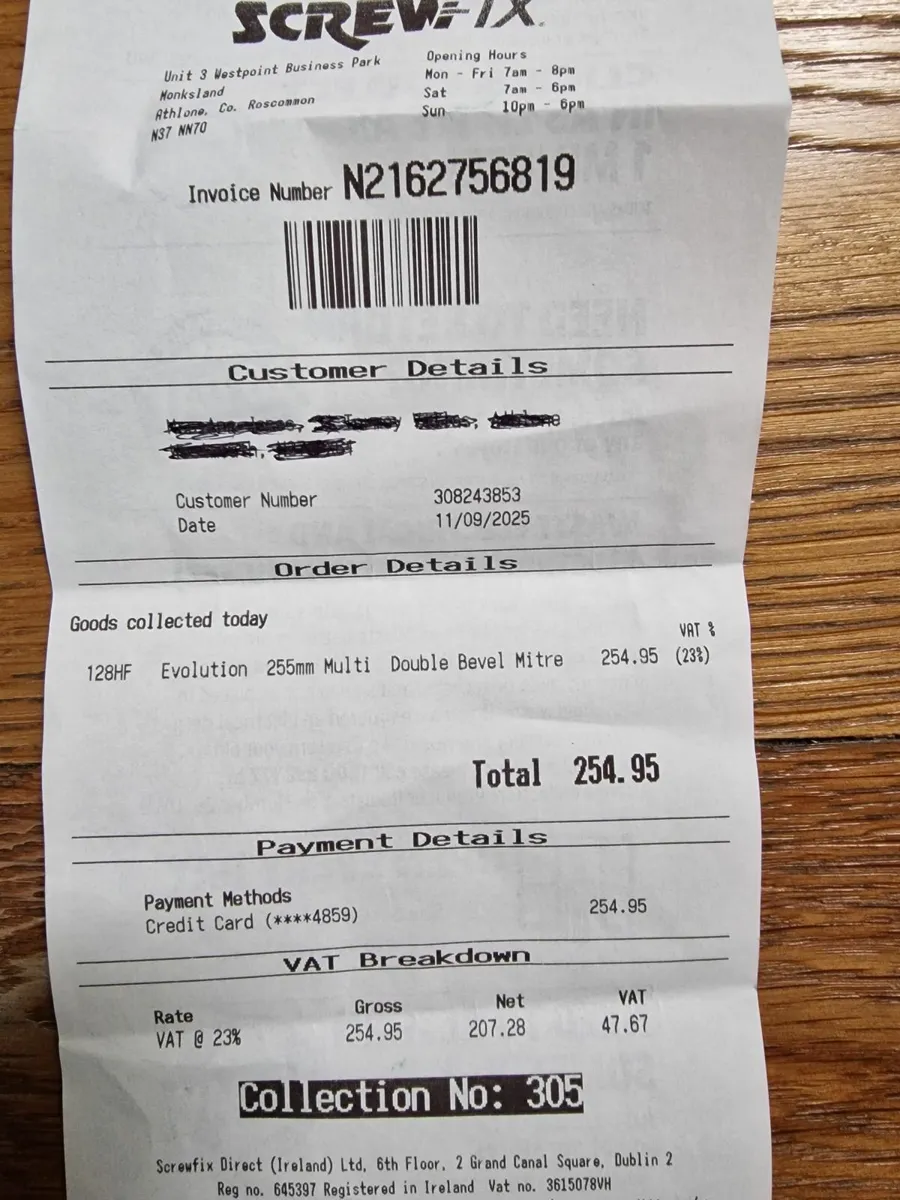 SCREWFIX
Unit 3 Westpoint Business Park
Monksland
Athlone, Co. Roscommon
N37 NN70
Opening Hours
Mon - Fri 7am - 8pm
Sat 7am - 6pm
Sun 10pm - 6pm
Invoice Number N2162756819
Customer Details
Customer Number 308243853
Date 11/09/2025
Order Details
Goods collected today
VAT %
128HF Evolution 255mm Multi Double Bevel Mitre 254.95 (23%)
Total 254.95
Payment Details
Payment Methods
Credit Card (****4859) 254.95
VAT Breakdown
Rate Gross Net VAT
VAT @ 23% 254.95 207.28 47.67
Collection No: 305
Screwfix Direct (Ireland) Ltd, 6th Floor, 2 Grand Canal Square, Dublin 2
Reg no. 645397 Registered in Ireland Vat no. 3615078VH